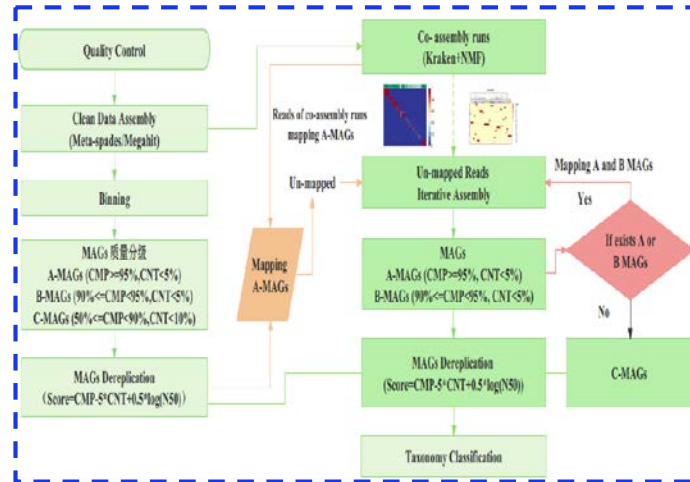 Quality Control
Clean Data Assembly
(Meta-spades/Megahit)
Binning
MAGs 质量分级
A-MAGs (CMP>=95%, CNT<5%)
B-MAGs (90%<=CMP<95%,CNT<5%)
C-MAGs (50%<=CMP<90%,CNT<10%)
MAGs Dereplication
(Score=CMP-5*CNT+0.5*log(N50))
Reads of co-assembly runs
mapping A-MAGs
Un-mapped
Mapping
A-MAGs
Co- assembly runs
(Kraken+NMF)
Un-mapped Reads
Iterative Assembly
MAGs
A-MAGs (CMP>=95%, CNT<5%)
B-MAGs (90%<=CMP<95%, CNT<5%)
MAGs Dereplication
(Score=CMP-5*CNT+0.5*log(N50))
Taxonomy Classification
Mapping A and B MAGs
Yes
If exists A or
B MAGs
No
C-MAGs